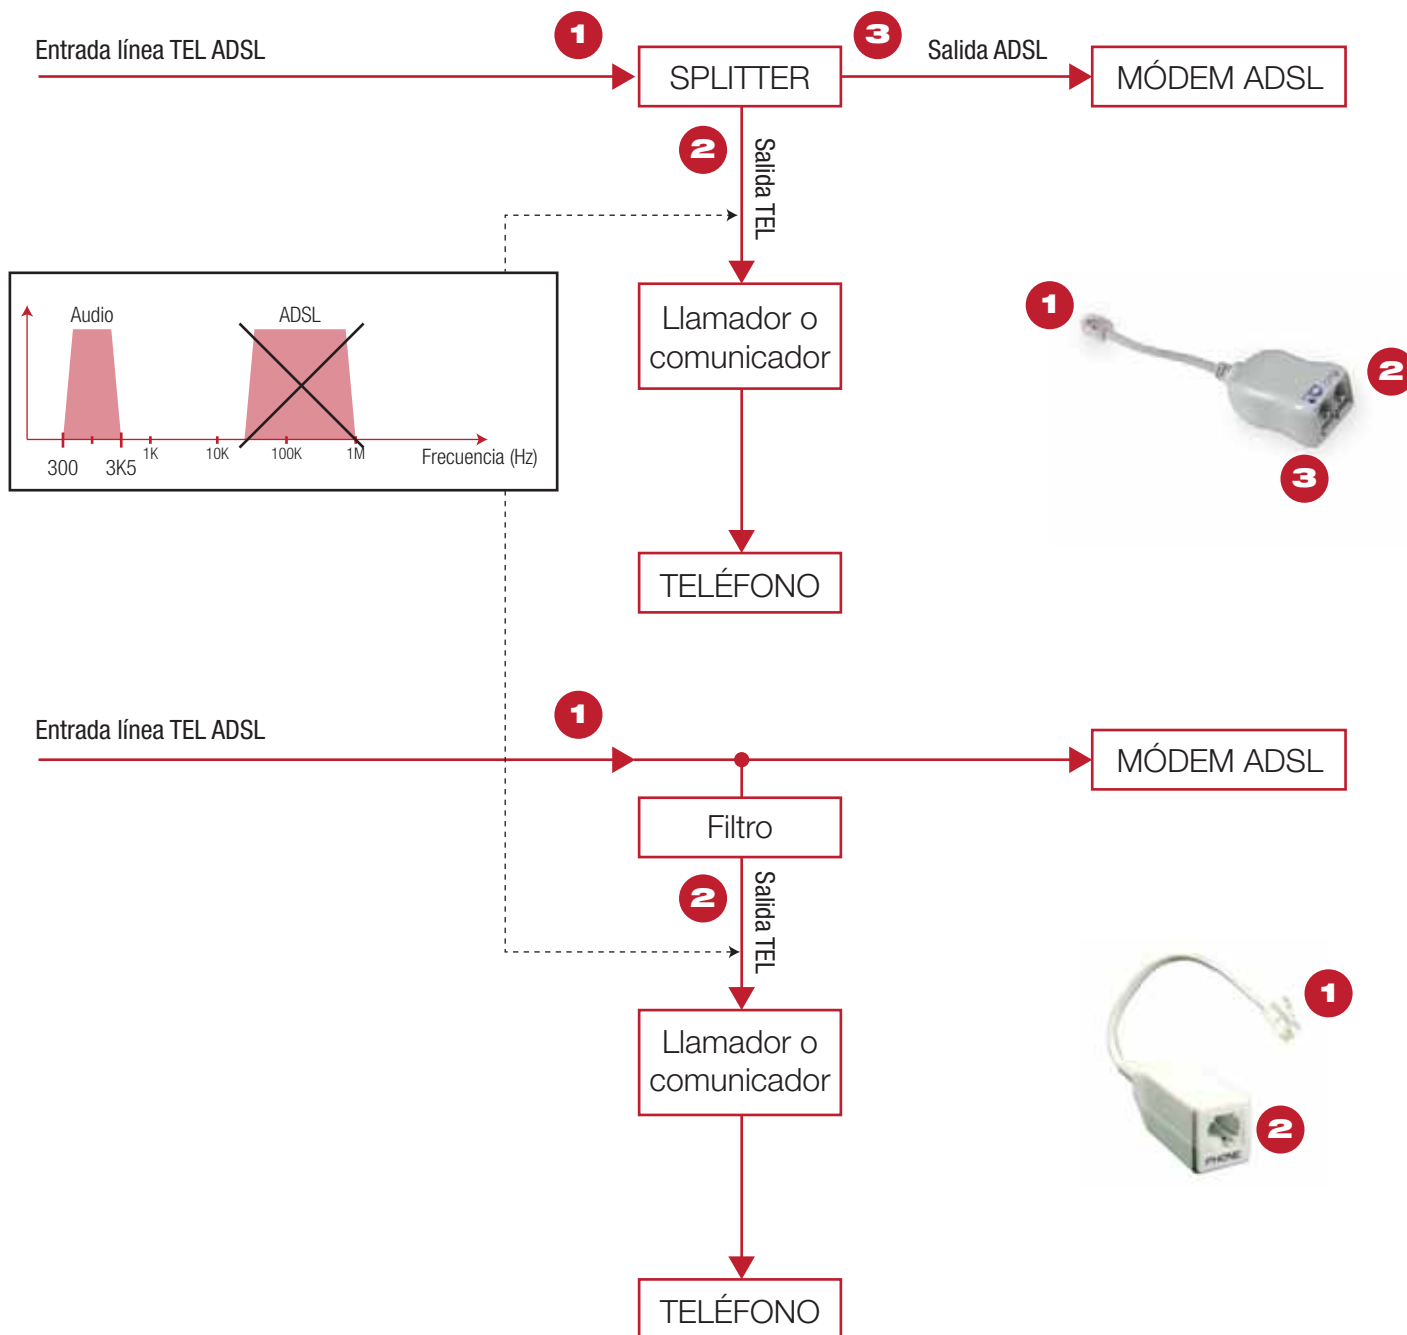 Entrada línea TEL ADSL
1
SPLITTER
3
Salida ADSL
MÓDEM ADSL
2
Salida TEL
Audio
ADSL
300
3K5
1K
10K
100K
1M
Frecuencia (Hz)
Llamador o
comunicador
TELÉFONO
1
2
3
Entrada línea TEL ADSL
1
MÓDEM ADSL
Filtro
2
Salida TEL
Llamador o
comunicador
TELÉFONO
1
2
PHONE